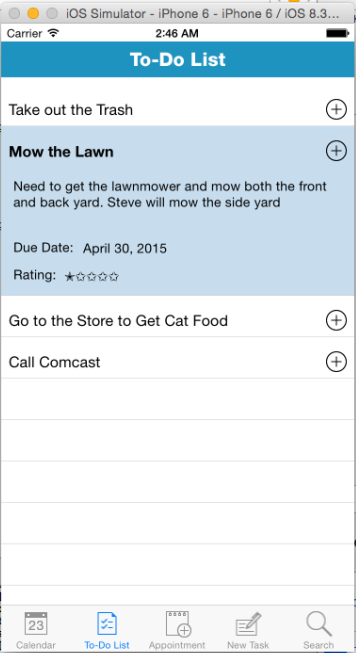 iOS Simulator - iPhone 6 - iPhone 6 / iOS 8.3...
Carrier 2:46 AM
To-Do List
Take out the Trash
Mow the Lawn
Need to get the lawnmower and mow both the front
and back yard. Steve will mow the side yard
Due Date: April 30, 2015
Rating: ★☆☆☆☆
Go to the Store to Get Cat Food
Call Comcast
23
Calendar To-Do List Appointment New Task Search